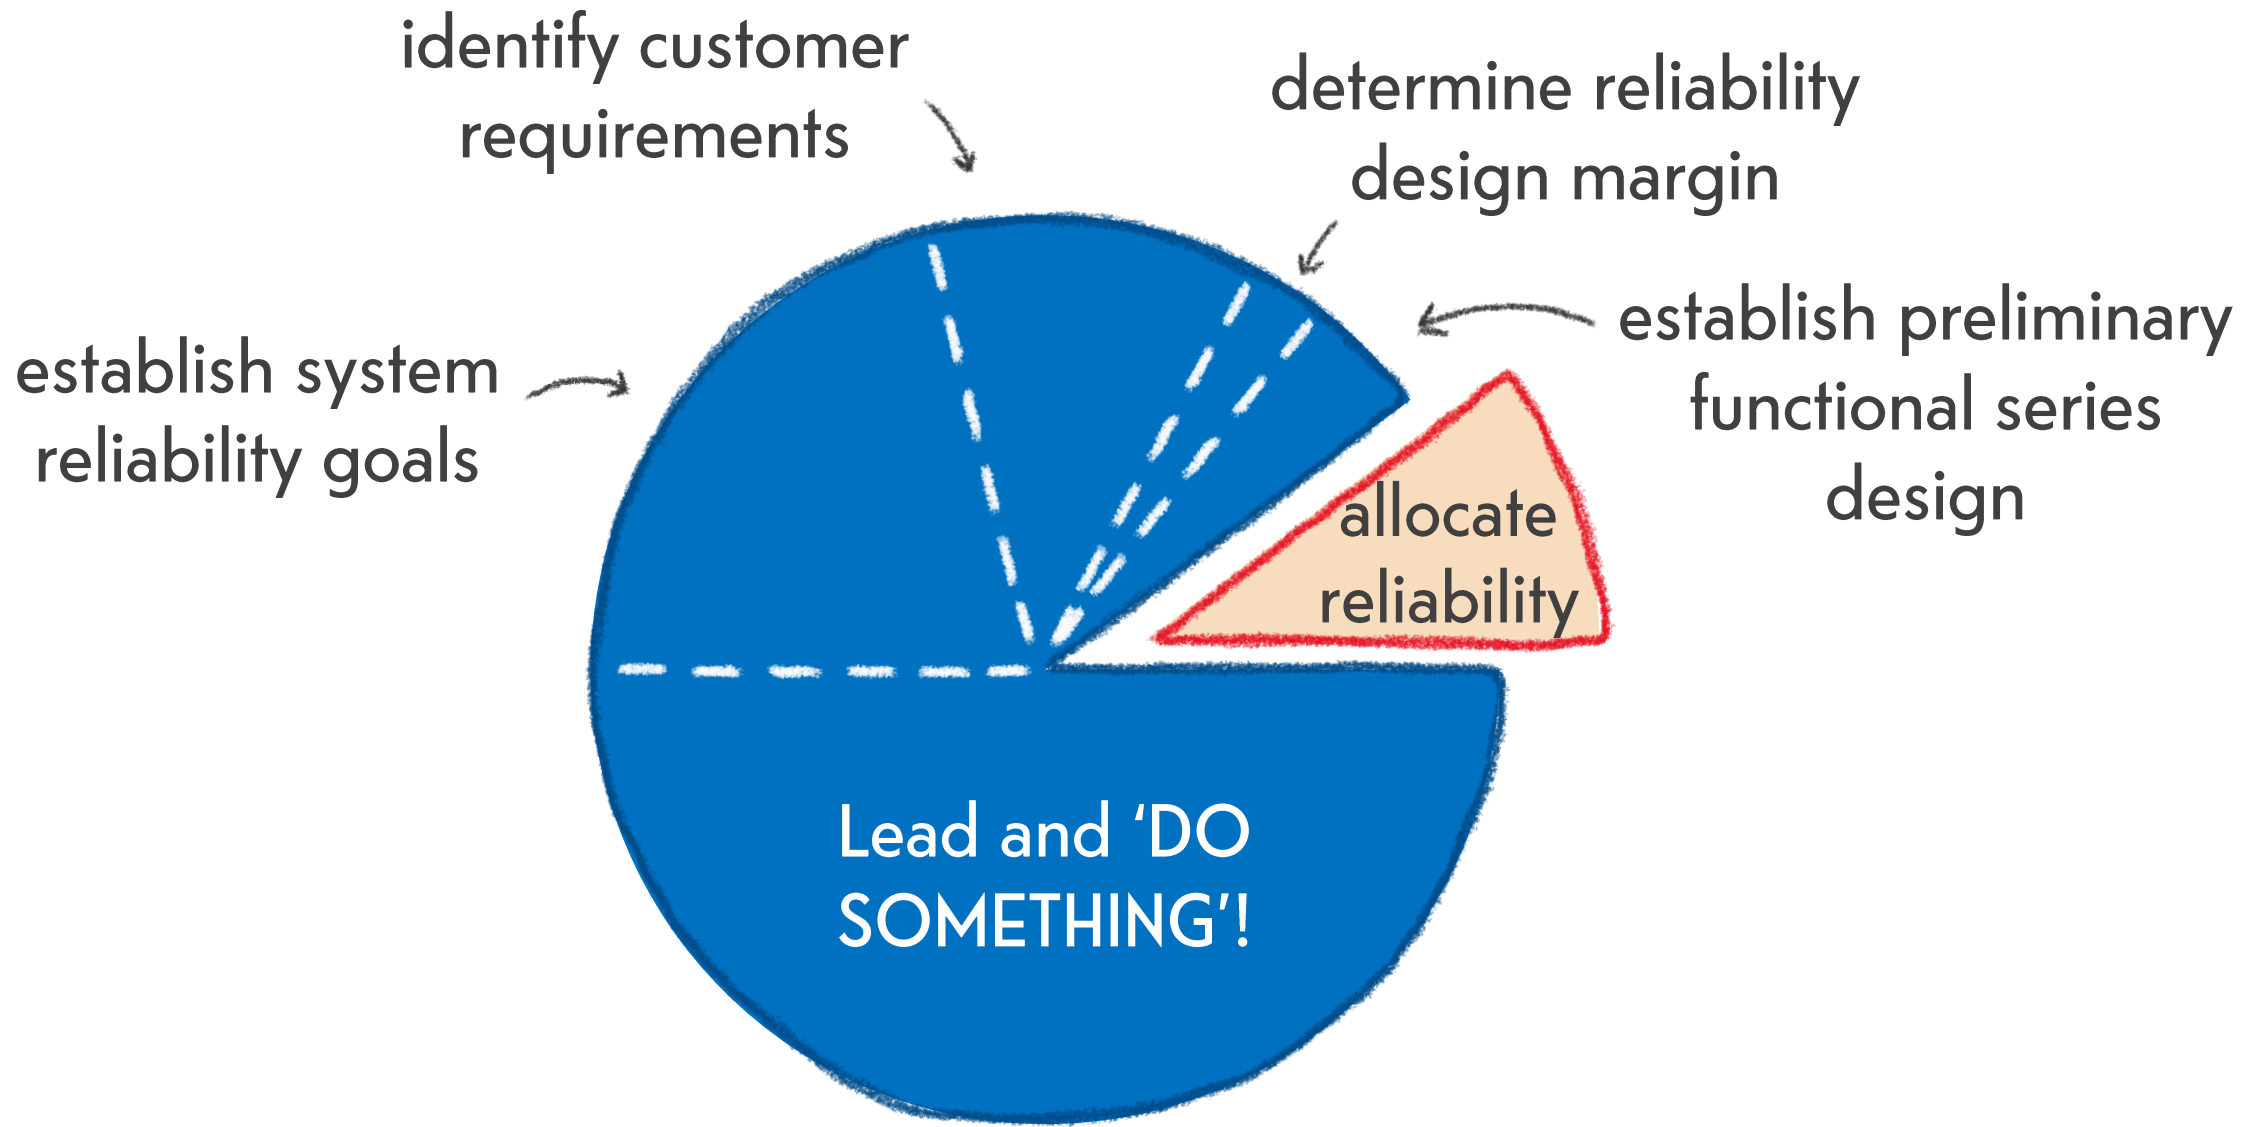 identify customer
requirements
determine reliability
design margin
establish preliminary
functional series
design
establish system
reliability goals
allocate
reliability
Lead and ‘DO
SOMETHING’!